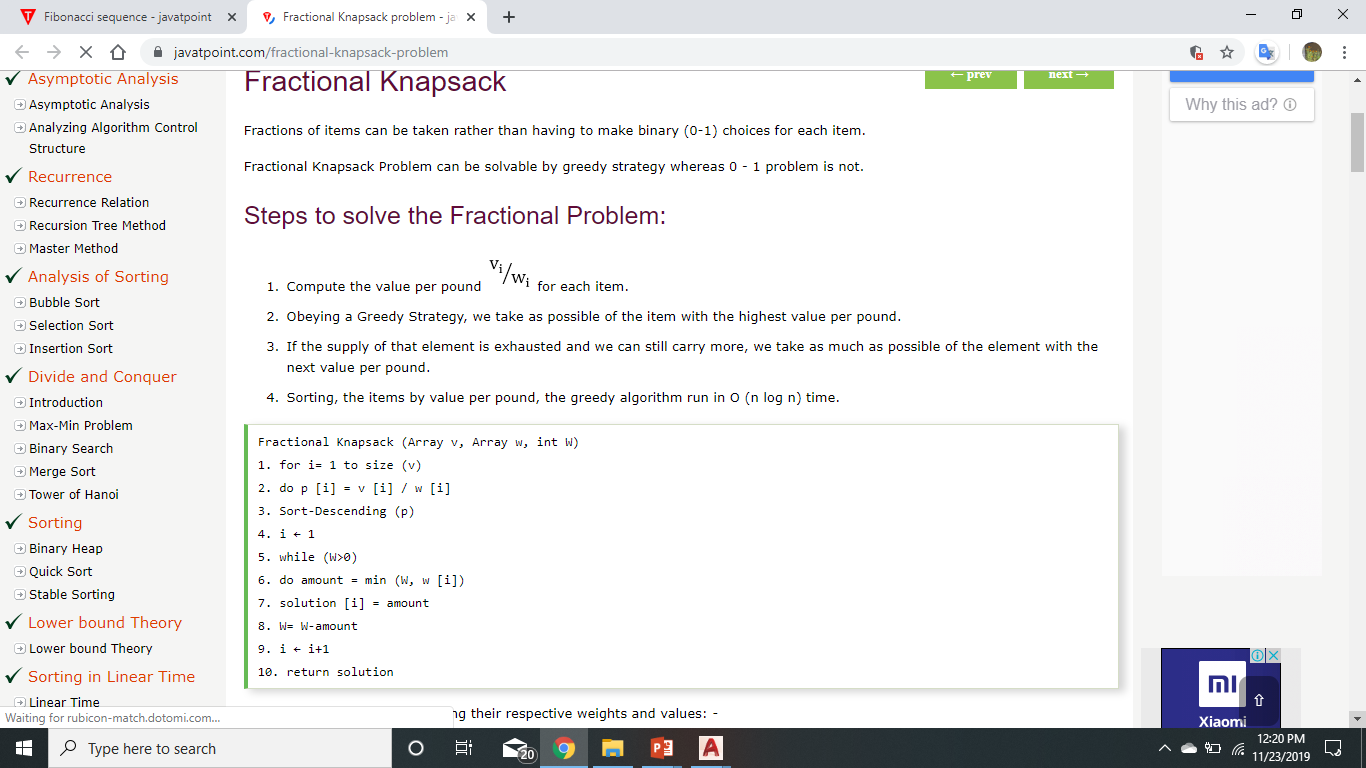 Fibonacci sequence - javatpoint
Fractional Knapsack problem - ja
javatpoint.com/fractional-knapsack-problem
Asymptotic Analysis
Asymptotic Analysis
Analyzing Algorithm Control
Structure
Recurrence
Recurrence Relation
Recursion Tree Method
Master Method
Analysis of Sorting
Bubble Sort
Selection Sort
Insertion Sort
Divide and Conquer
Introduction
Max-Min Problem
Binary Search
Merge Sort
Tower of Hanoi
Sorting
Binary Heap
Quick Sort
Stable Sorting
Lower bound Theory
Lower bound Theory
Sorting in Linear Time
Linear Time
Waiting for rubicon-match.dotomi.com...
Fractional Knapsack
← prev
next →
Fractions of items can be taken rather than having to make binary (0-1) choices for each item.
Fractional Knapsack Problem can be solvable by greedy strategy whereas 0 - 1 problem is not.
Steps to solve the Fractional Problem:
1. Compute the value per pound vi/wi for each item.
2. Obeying a Greedy Strategy, we take as possible of the item with the highest value per pound.
3. If the supply of that element is exhausted and we can still carry more, we take as much as possible of the element with the
next value per pound.
4. Sorting, the items by value per pound, the greedy algorithm run in O (n log n) time.
Fractional Knapsack (Array v, Array w, int W)
1. for i= 1 to size (v)
2. do p [i] = v [i] / w [i]
3. Sort-Descending (p)
4. i ← 1
5. while (W>0)
6. do amount = min (W, w [i])
7. solution [i] = amount
8. W= W-amount
9. i ← i+1
10. return solution
ng their respective weights and values: -
Why this ad?
mi
Xiaomi
Type here to search
20
12:20 PM
11/23/2019